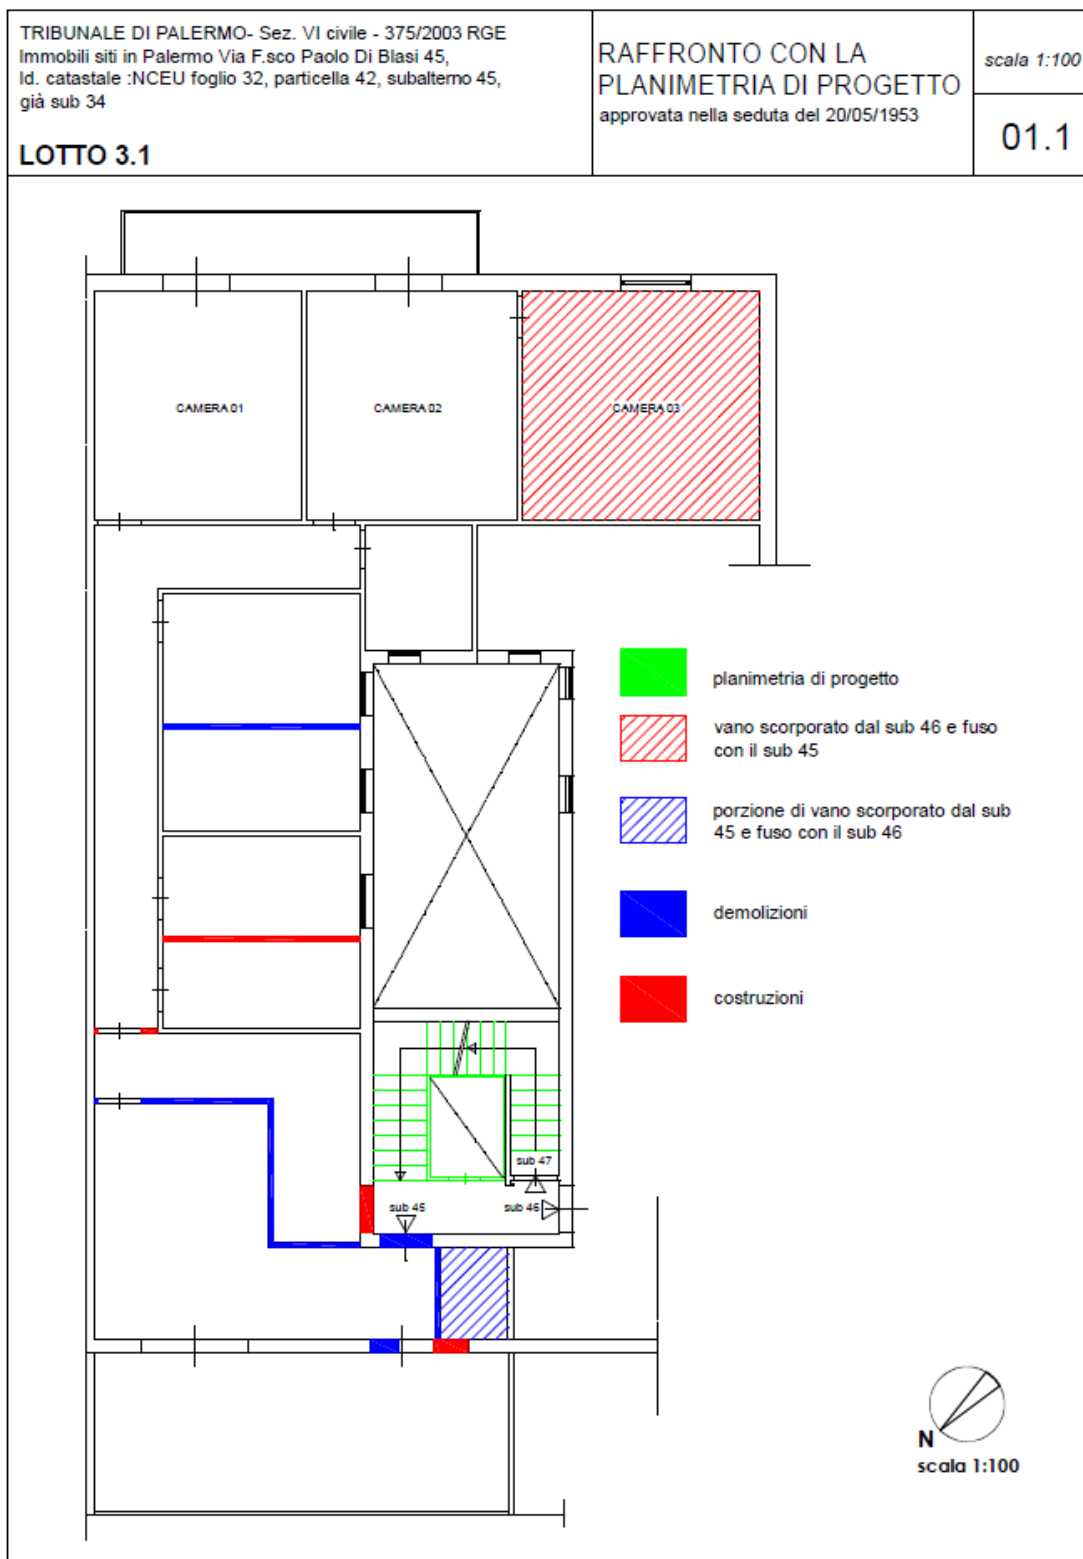 TRIBUNALE DI PALERMO- Sez. VI civile - 375/2003 RGE
Immobili siti in Palermo Via F.sco Paolo Di Blasi 45,
Id. catastale :NCEU foglio 32, particella 42, subalterno 45,
già sub 34
LOTTO 3.1
RAFFRONTO CON LA
PLANIMETRIA DI PROGETTO
approvata nella seduta del 20/05/1953
scala 1:100
01.1
CAMERA 01
CAMERA 02
CAMERA 03
planimetria di progetto
vano scorporato dal sub 46 e fuso
con il sub 45
porzione di vano scorporato dal sub
45 e fuso con il sub 46
demolizioni
costruzioni
sub 47
sub 45
sub 46
N
scala 1:100